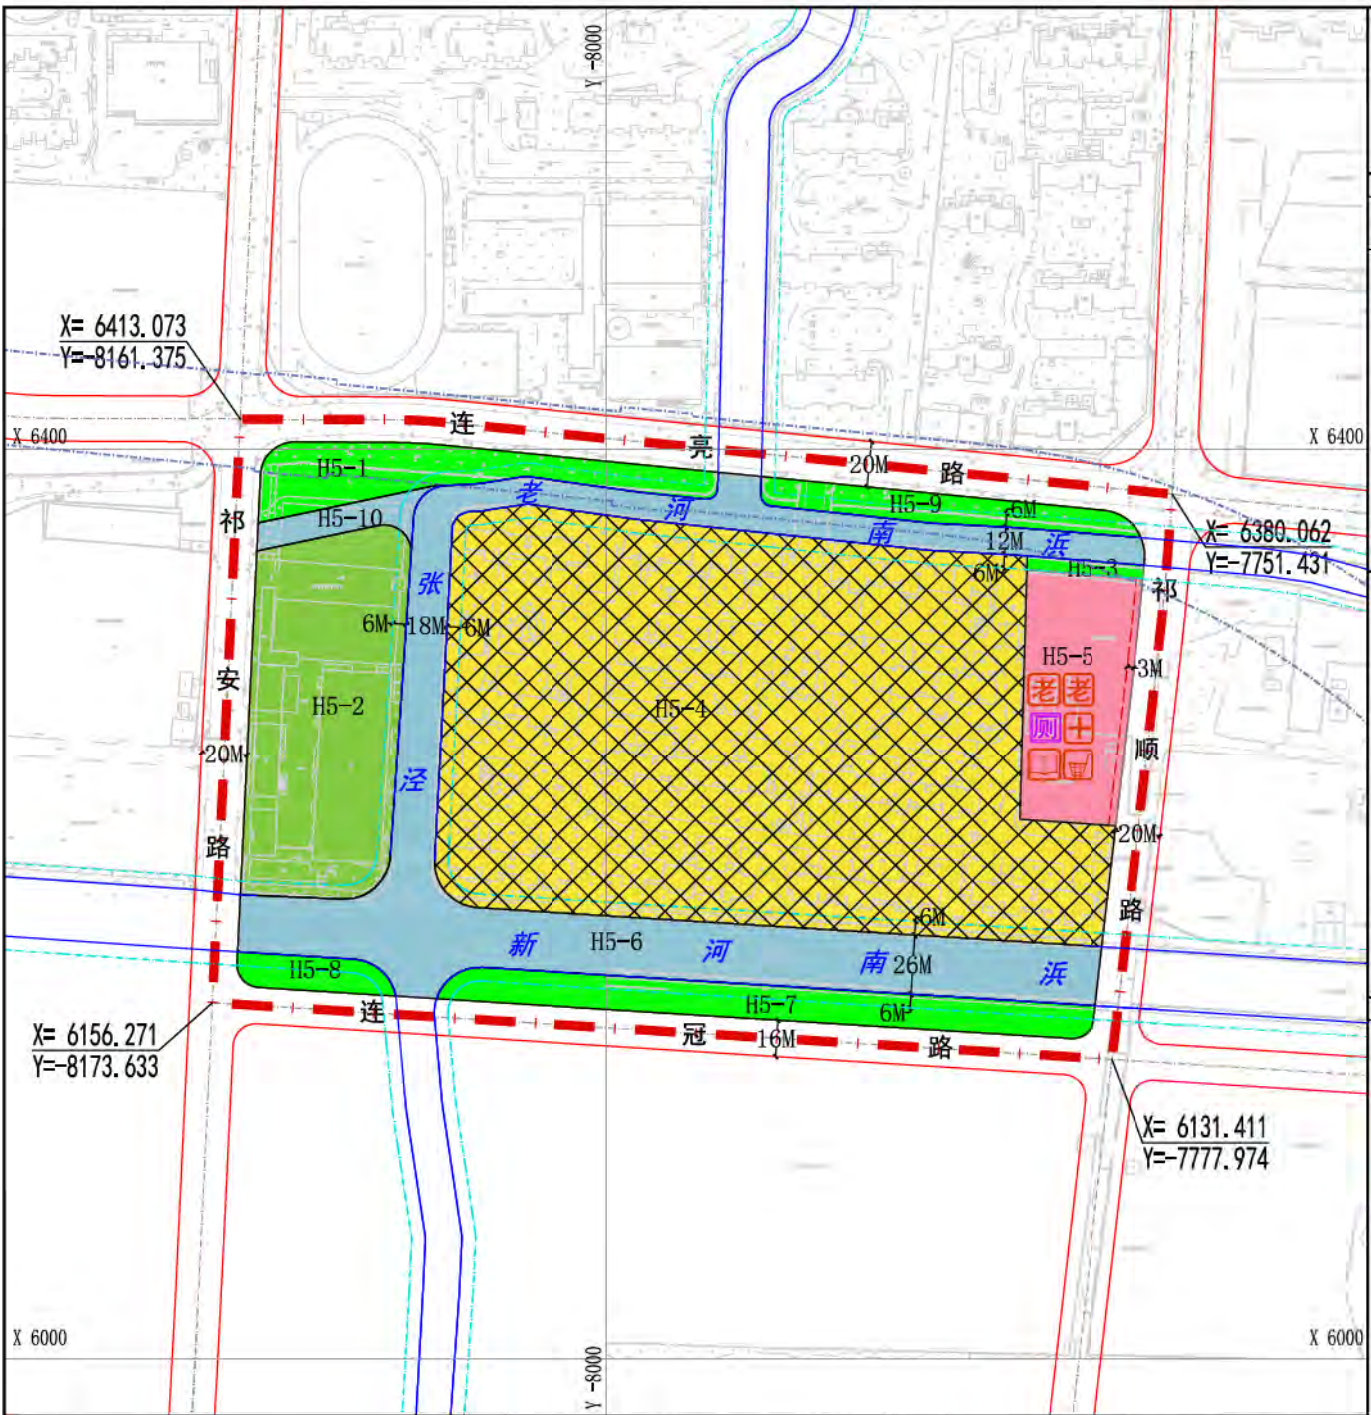 Y -8000
X= 6413.073
Y=-8161.375
X 6400
X 6400
连亮路
20M
H5-1
H5-9
6M
H5-10
老河南浜
12M
6M
H5-3
X= 6380.062
Y=-7751.431
祁安路
张泾
祁顺路
6M
18M
6M
H5-5
3M
老 老
厕
H5-2
H5-4
20M
20M
6M
H5-6
新河南浜
26M
H5-8
H5-7
6M
连冠路
16M
X= 6156.271
Y=-8173.633
X= 6131.411
Y=-7777.974
X 6000
X 6000
Y -8000